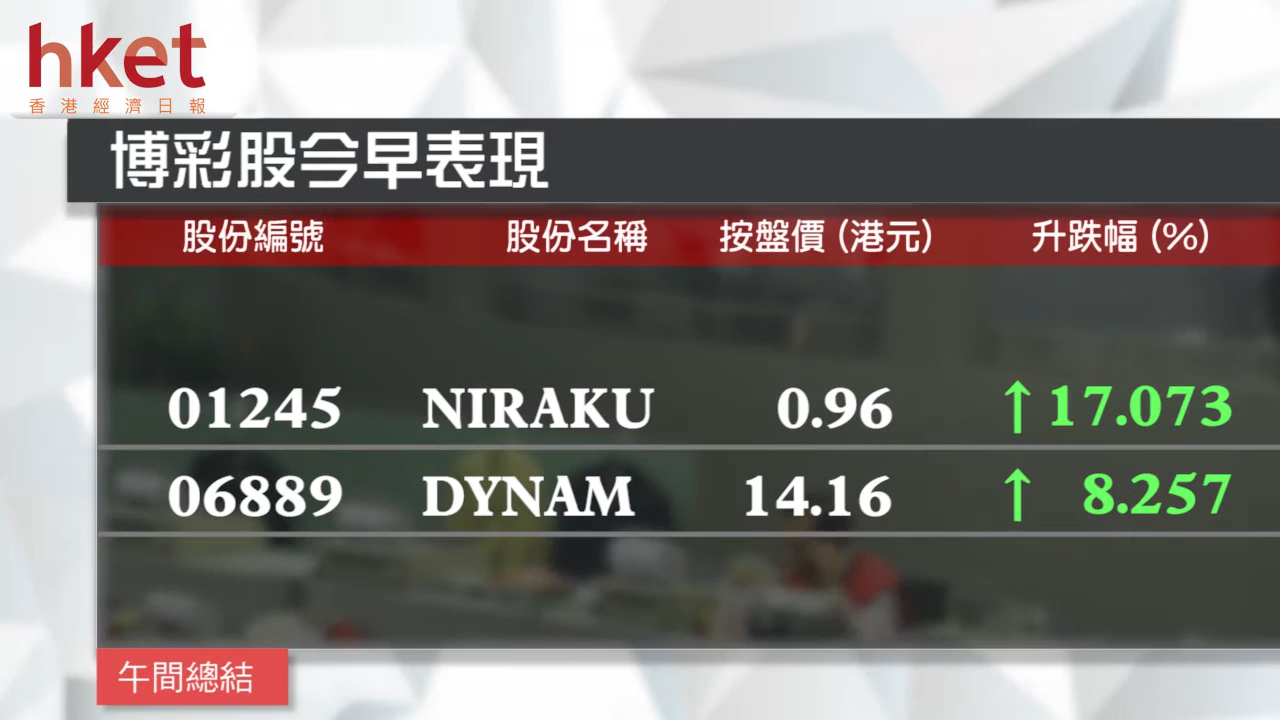 hket
香港經濟日報
博彩股今早表現
股份編號 股份名稱 按盤價 (港元) 升跌幅 (%)
01245 NIRAKU 0.96 ↑ 17.073
06889 DYNAM 14.16 ↑ 8.257
午間總結